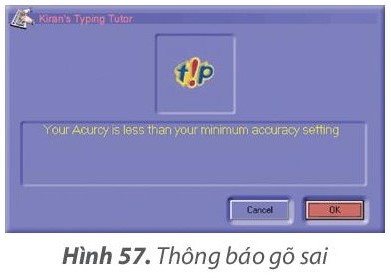 Kiran's Typing Tutor
t!p
Your Acurcy is less than your minimum accuracy setting
Cancel
OK
Hình 57. Thông báo gõ sai